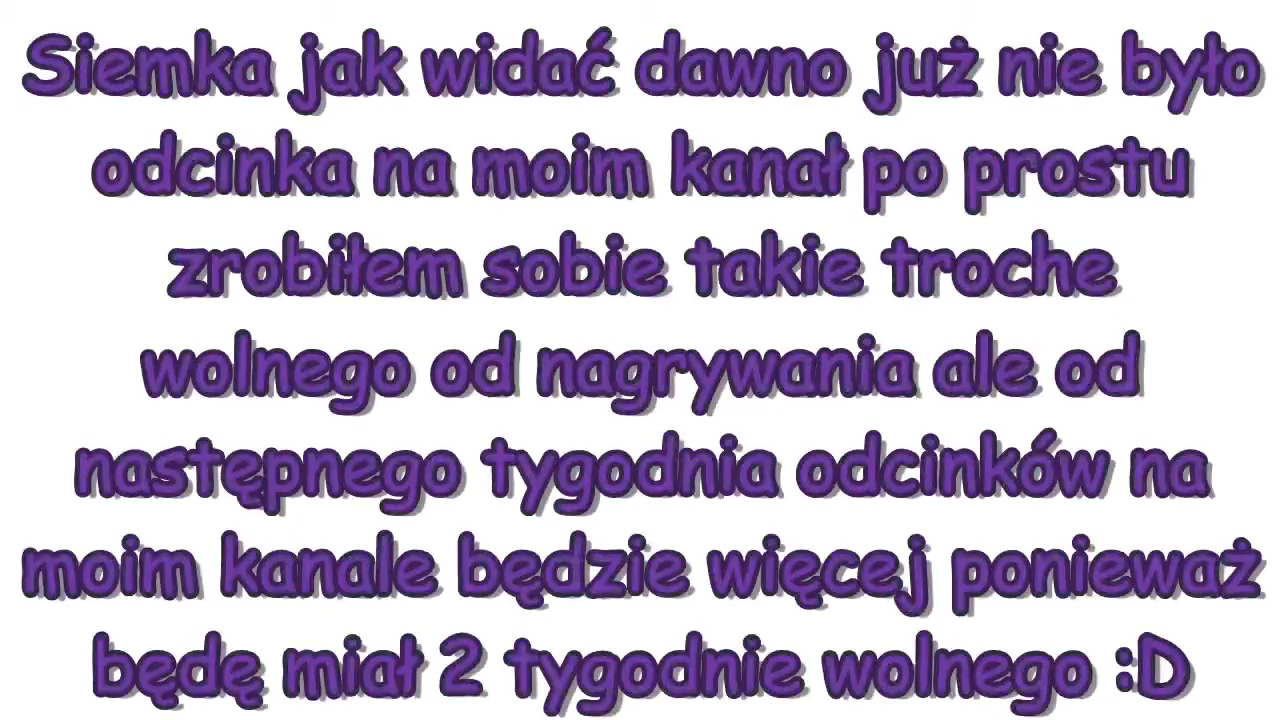 Siemka jak widać dawno już nie było
odcinka na moim kanał po prostu
zrobiłem sobie takie troche
wolnego od nagrywania ale od
następnego tygodnia odcinków na
moim kanale będzie więcej ponieważ
będę miał 2 tygodnie wolnego :D